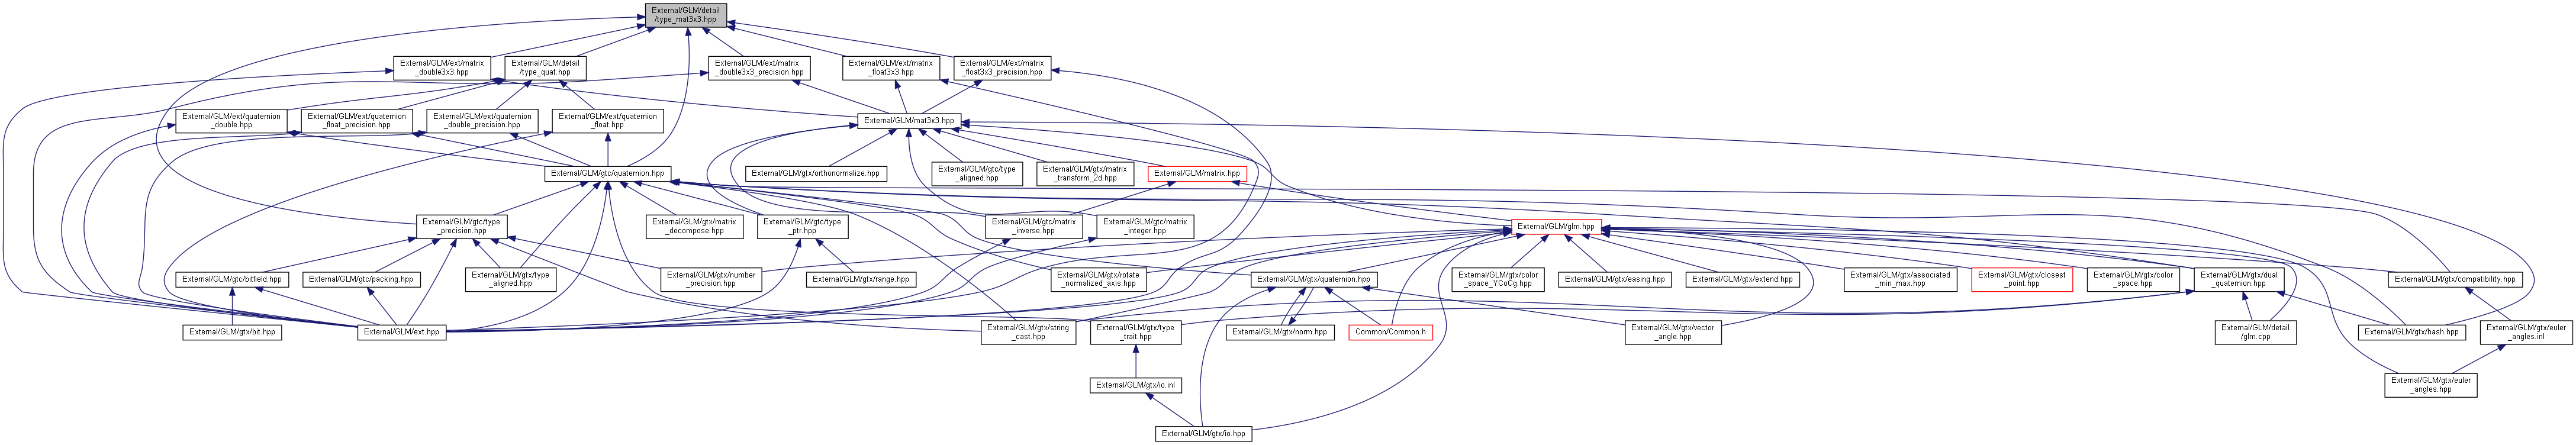 External/GLM/detail
/type_mat3x3.hpp
External/GLM/ext/matrix
_double3x3.hpp
External/GLM/detail
/type_quat.hpp
External/GLM/ext/matrix
_double3x3_precision.hpp
External/GLM/ext/matrix
_float3x3.hpp
External/GLM/ext/matrix
_float3x3_precision.hpp
External/GLM/ext/quaternion
_double.hpp
External/GLM/ext/quaternion
_float_precision.hpp
External/GLM/ext/quaternion
_double_precision.hpp
External/GLM/ext/quaternion
_float.hpp
External/GLM/mat3x3.hpp
External/GLM/gtc/quaternion.hpp
External/GLM/gtx/orthonormalize.hpp
External/GLM/gtc/type
_aligned.hpp
External/GLM/gtx/matrix
_transform_2d.hpp
External/GLM/matrix.hpp
External/GLM/gtc/type
_precision.hpp
External/GLM/gtx/matrix
_decompose.hpp
External/GLM/gtc/type
_ptr.hpp
External/GLM/gtc/matrix
_inverse.hpp
External/GLM/gtc/matrix
_integer.hpp
External/GLM/glm.hpp
External/GLM/gtc/bitfield.hpp
External/GLM/gtc/packing.hpp
External/GLM/gtx/type
_aligned.hpp
External/GLM/gtx/number
_precision.hpp
External/GLM/gtx/range.hpp
External/GLM/gtx/rotate
_normalized_axis.hpp
External/GLM/gtx/quaternion.hpp
External/GLM/gtx/color
_space_YCoCg.hpp
External/GLM/gtx/easing.hpp
External/GLM/gtx/extend.hpp
External/GLM/gtx/associated
_min_max.hpp
External/GLM/gtx/closest
_point.hpp
External/GLM/gtx/color
_space.hpp
External/GLM/gtx/dual
_quaternion.hpp
External/GLM/gtx/compatibility.hpp
External/GLM/gtx/bit.hpp
External/GLM/ext.hpp
External/GLM/gtx/string
_cast.hpp
External/GLM/gtx/type
_trait.hpp
External/GLM/gtx/norm.hpp
Common/Common.h
External/GLM/gtx/vector
_angle.hpp
External/GLM/detail
/glm.cpp
External/GLM/gtx/hash.hpp
External/GLM/gtx/euler
_angles.inl
External/GLM/gtx/io.inl
External/GLM/gtx/euler
_angles.hpp
External/GLM/gtx/io.hpp